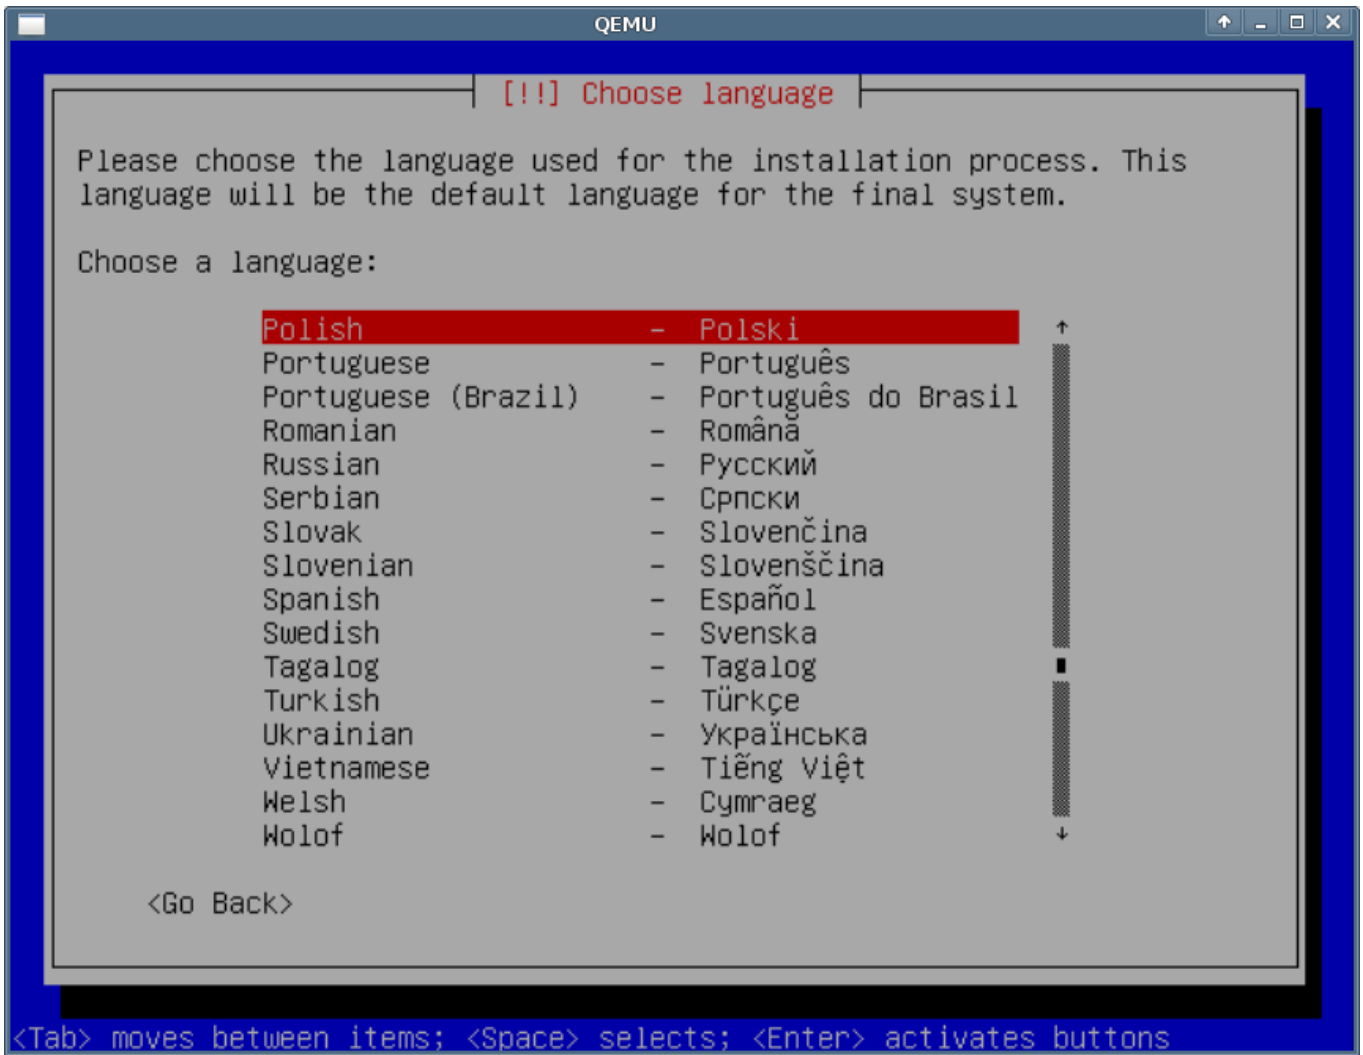 QEMU
[!!] Choose language
Please choose the language used for the installation process. This
language will be the default language for the final system.
Choose a language:
Polish - Polski
Portuguese - Português
Portuguese (Brazil) - Português do Brasil
Romanian - Română
Russian - Русский
Serbian - Српски
Slovak - Slovenčina
Slovenian - Slovenščina
Spanish - Español
Swedish - Svenska
Tagalog - Tagalog
Turkish - Türkçe
Ukrainian - Українська
Vietnamese - Tiếng Việt
Welsh - Cymraeg
Wolof - Wolof
<Go Back>
<Tab> moves between items; <Space> selects; <Enter> activates buttons